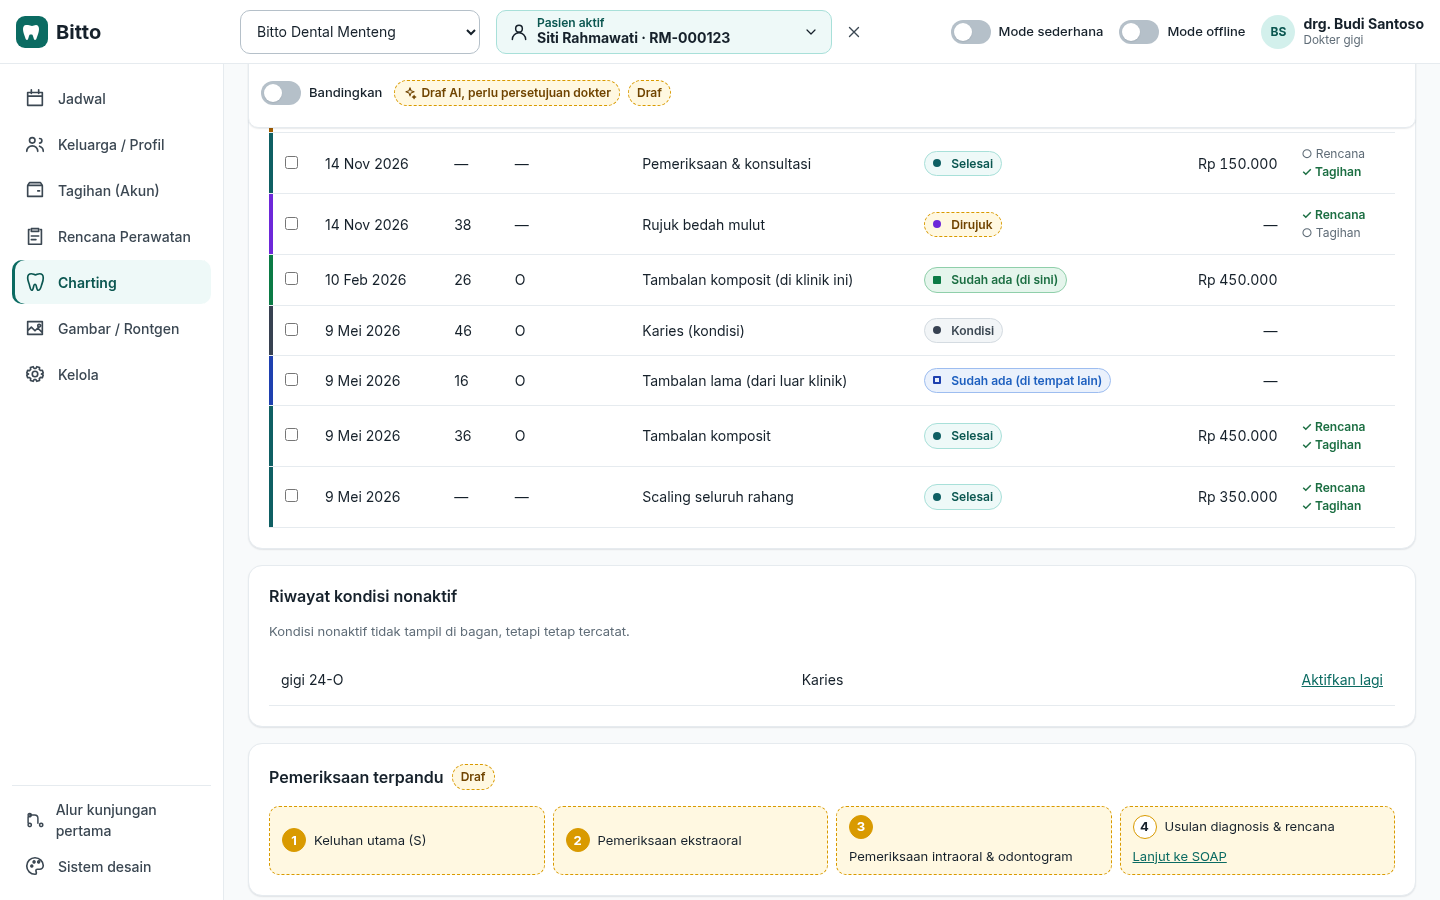 Bitto
Bitto Dental Menteng
Pasien aktif
Siti Rahmawati · RM-000123
Mode sederhana
Mode offline
BS
drg. Budi Santoso
Dokter gigi
Jadwal
Keluarga / Profil
Tagihan (Akun)
Rencana Perawatan
Charting
Gambar / Rontgen
Kelola
Alur kunjungan
pertama
Sistem desain
Bandingkan
Draf AI, perlu persetujuan dokter
Draf
14 Nov 2026 — — Pemeriksaan & konsultasi Selesai Rp 150.000 Rencana
Tagihan
14 Nov 2026 38 — Rujuk bedah mulut Dirujuk — Rencana
Tagihan
10 Feb 2026 26 O Tambalan komposit (di klinik ini) Sudah ada (di sini) Rp 450.000
9 Mei 2026 46 O Karies (kondisi) Kondisi —
9 Mei 2026 16 O Tambalan lama (dari luar klinik) Sudah ada (di tempat lain) —
9 Mei 2026 36 O Tambalan komposit Selesai Rp 450.000 Rencana
Tagihan
9 Mei 2026 — — Scaling seluruh rahang Selesai Rp 350.000 Rencana
Tagihan
Riwayat kondisi nonaktif
Kondisi nonaktif tidak tampil di bagan, tetapi tetap tercatat.
gigi 24-O Karies Aktifkan lagi
Pemeriksaan terpandu Draf
1 Keluhan utama (S)
2 Pemeriksaan ekstraoral
3
Pemeriksaan intraoral & odontogram
4 Usulan diagnosis & rencana
Lanjut ke SOAP